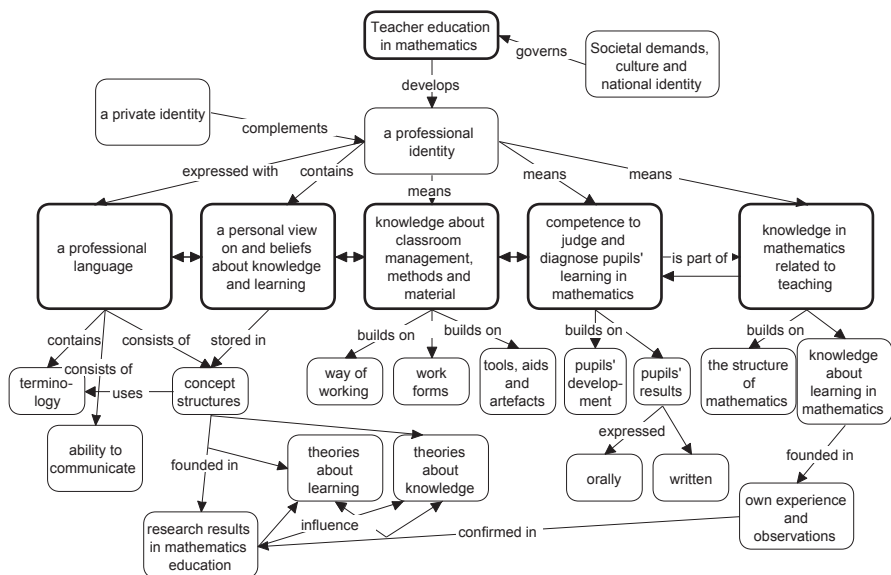 Teacher education
in mathematics
governs
Societal demands,
culture and
national identity
develops
a private identity
complements
a professional
identity
expressed with
contains
means
means
means
a professional
language
a personal view
on and beliefs
about knowledge
and learning
knowledge about
classroom
management,
methods and
material
competence to
judge and
diagnose pupils'
learning in
mathematics
is part of
knowledge in
mathematics
related to
teaching
contains
consists of
consists of
stored in
builds on
builds on
builds on
builds on
termino-
logy
uses
concept
structures
way of
working
work
forms
tools, aids
and
artefacts
pupils'
develop-
ment
pupils'
results
the structure
of
mathematics
knowledge
about
learning in
mathematics
ability to
communicate
founded in
theories
about
learning
theories
about
knowledge
expressed
orally
written
founded in
research results
in mathematics
education
influence
confirmed in
own experience
and
observations